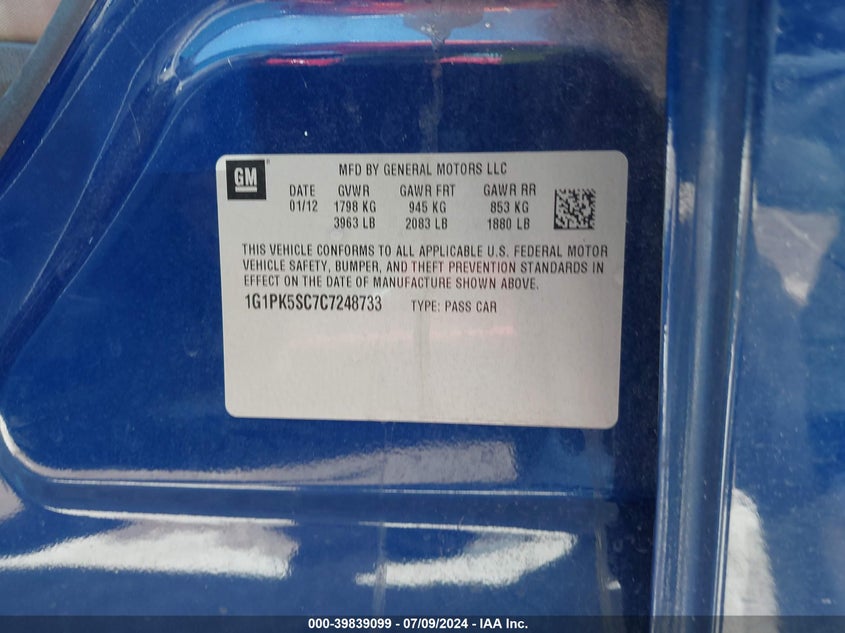 GM
MFD BY GENERAL MOTORS LLC
DATE GVWR GAWR FRT GAWR RR
01/12 1798 KG 945 KG 853 KG
3963 LB 2083 LB 1880 LB
THIS VEHICLE CONFORMS TO ALL APPLICABLE U.S. FEDERAL MOTOR
VEHICLE SAFETY, BUMPER, AND THEFT PREVENTION STANDARDS IN
EFFECT ON THE DATE OF MANUFACTURE SHOWN ABOVE.
1G1PK5SC7C7248733 TYPE: PASS CAR
000-39839099 - 07/09/2024 - IAA Inc.